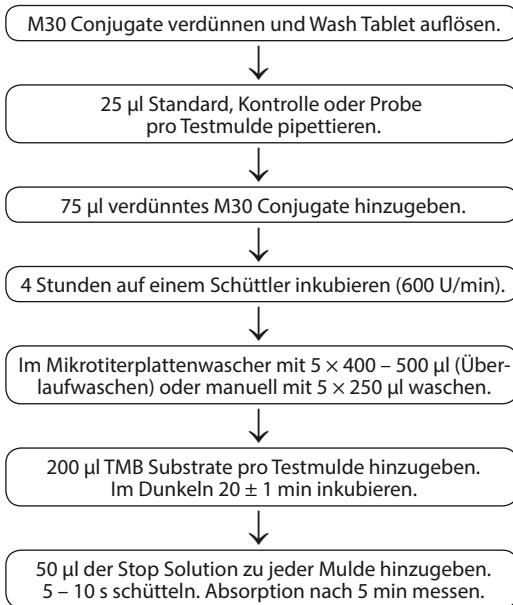 M30 Conjugate verdünnen und Wash Tablet auflösen.
25 µl Standard, Kontrolle oder Probe
pro Testmulde pipettieren.
75 µl verdünntes M30 Conjugate hinzugeben.
4 Stunden auf einem Schüttler inkubieren (600 U/min).
Im Mikrotiterplattenwascher mit 5 × 400 – 500 µl (Über-
laufwaschen) oder manuell mit 5 × 250 µl waschen.
200 µl TMB Substrate pro Testmulde hinzugeben.
Im Dunkeln 20 ± 1 min inkubieren.
50 µl der Stop Solution zu jeder Mulde hinzugeben.
5 – 10 s schütteln. Absorption nach 5 min messen.